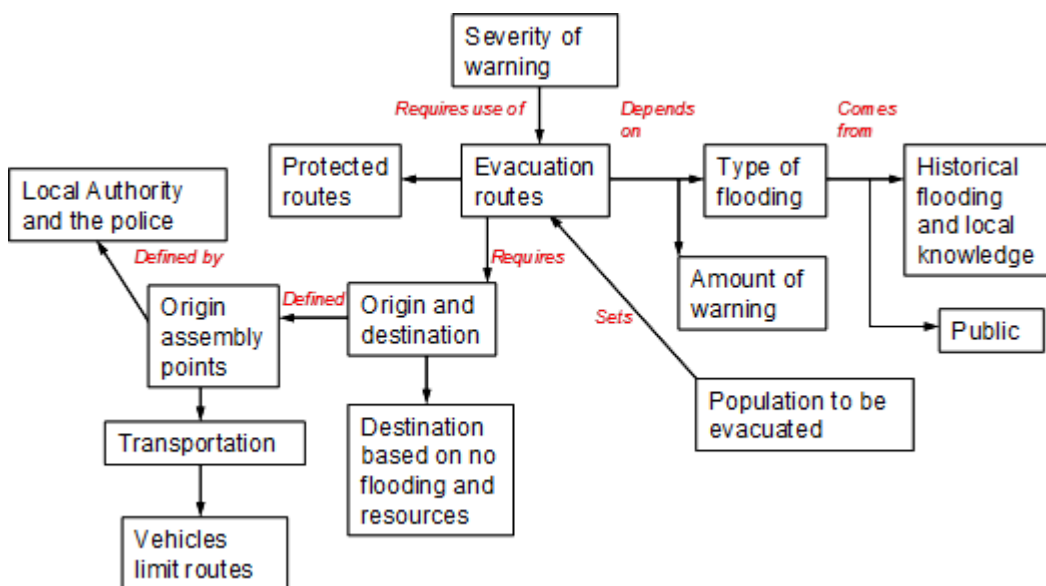 Severity of
warning
Requires use of
Depends
on
Comes
from
Protected
routes
Evacuation
routes
Type of
flooding
Historical
flooding
and local
knowledge
Local Authority
and the police
Defined by
Requires
Amount of
warning
Origin
assembly
points
Defined
Origin and
destination
Sets
Public
Transportation
Destination
based on no
flooding and
resources
Population to be
evacuated
Vehicles
limit routes